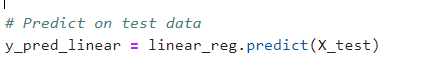 # Predict on test data
y_pred_linear = linear_reg.predict(X_test)